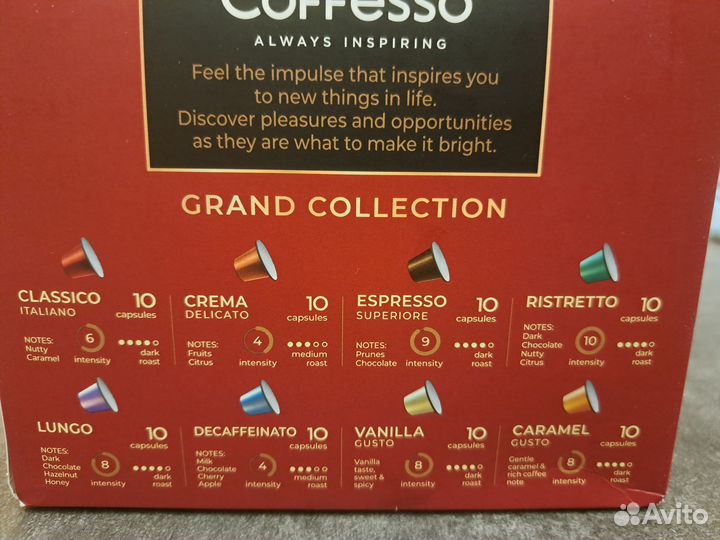 Coffesso
ALWAYS INSPIRING
Feel the impulse that inspires you
to new things in life.
Discover pleasures and opportunities
as they are what to make it bright.
GRAND COLLECTION
CLASSICO
ITALIANO
10
capsules
NOTES:
Nutty
Caramel
6
intensity
dark
roast
CREMA
DELICATO
10
capsules
NOTES:
Fruits
Citrus
4
intensity
medium
roast
ESPRESSO
SUPERIORE
10
capsules
NOTES:
Prunes
Chocolate
9
intensity
dark
roast
RISTRETTO
10
capsules
NOTES:
Dark
Chocolate
Nutty
Citrus
10
intensity
dark
roast
LUNGO
10
capsules
NOTES:
Dark
Chocolate
Hazelnut
Honey
8
intensity
dark
roast
DECAFFEINATO
10
capsules
NOTES:
Milk
Chocolate
Cherry
Apple
4
intensity
medium
roast
VANILLA
GUSTO
10
capsules
Vanilla
taste,
sweet &
spicy
8
intensity
dark
roast
CARAMEL
GUSTO
10
capsules
Gentle
caramel &
rich coffee
note
8
intensity
dark
roast
Avito